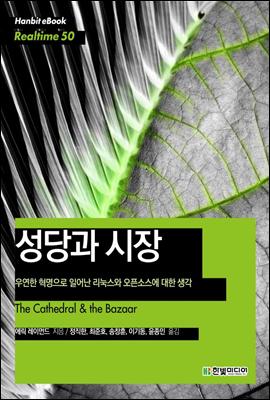 Hanbit eBook
Realtime 50
성당과 시장
우연한 혁명으로 일어난 리눅스와 오픈소스에 대한 생각
The Cathedral & the Bazaar
에릭 레이먼드 지음 / 정직한, 최준호, 송창훈, 이기동, 윤종민 옮김
한빛미디어